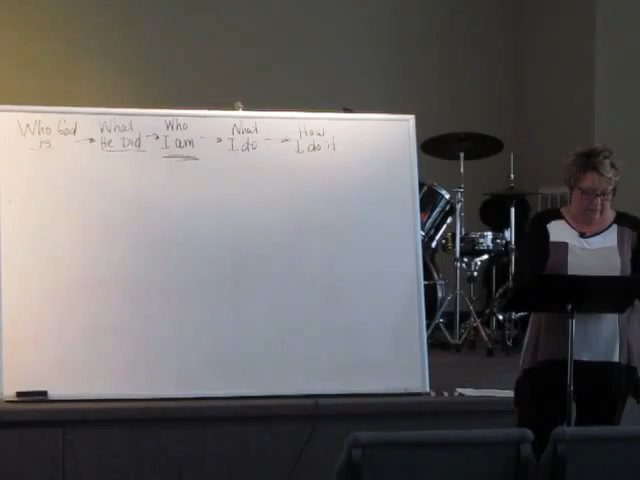 Who God is → What He Did → Who I am → What I do → How I do it